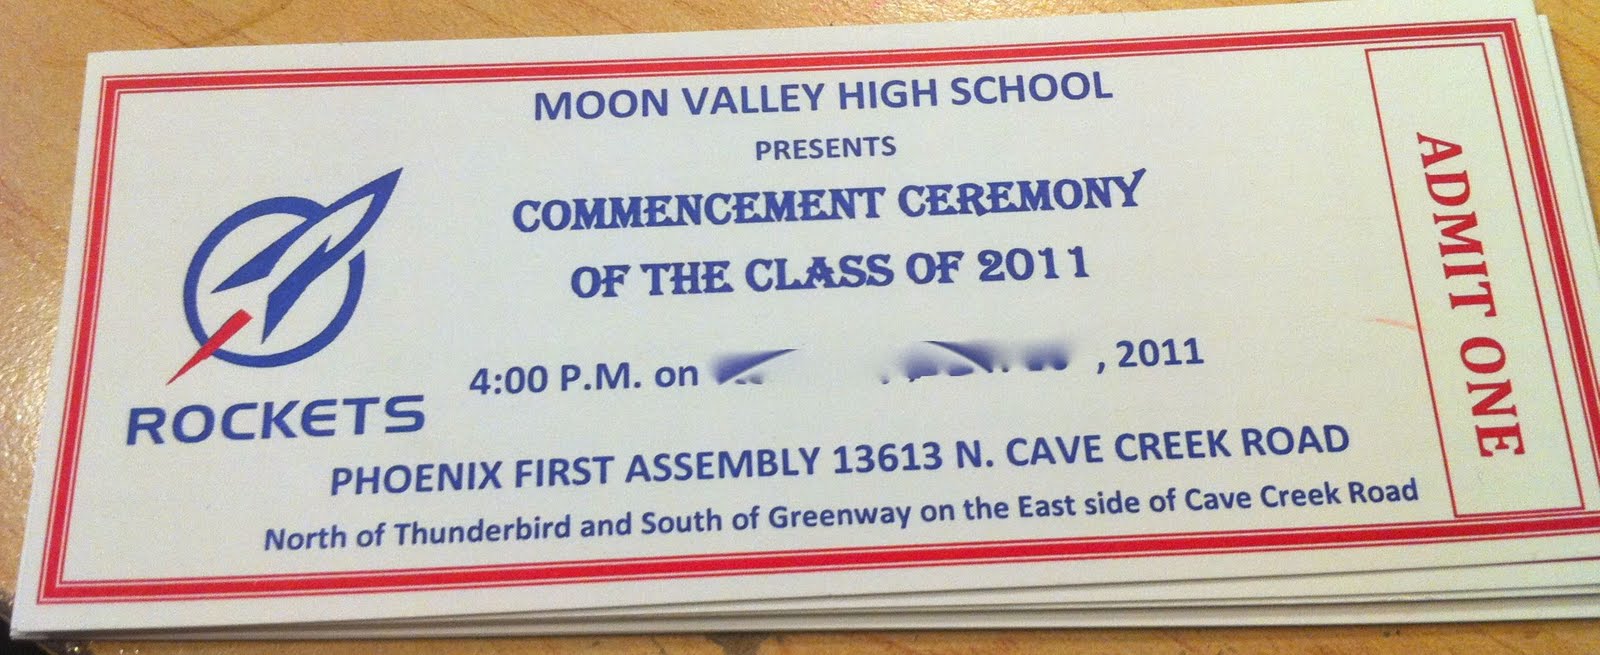 MOON VALLEY HIGH SCHOOL
PRESENTS
COMMENCEMENT CEREMONY
OF THE CLASS OF 2011
4:00 P.M. on , 2011
ROCKETS
PHOENIX FIRST ASSEMBLY 13613 N. CAVE CREEK ROAD
North of Thunderbird and South of Greenway on the East side of Cave Creek Road
ADMIT ONE